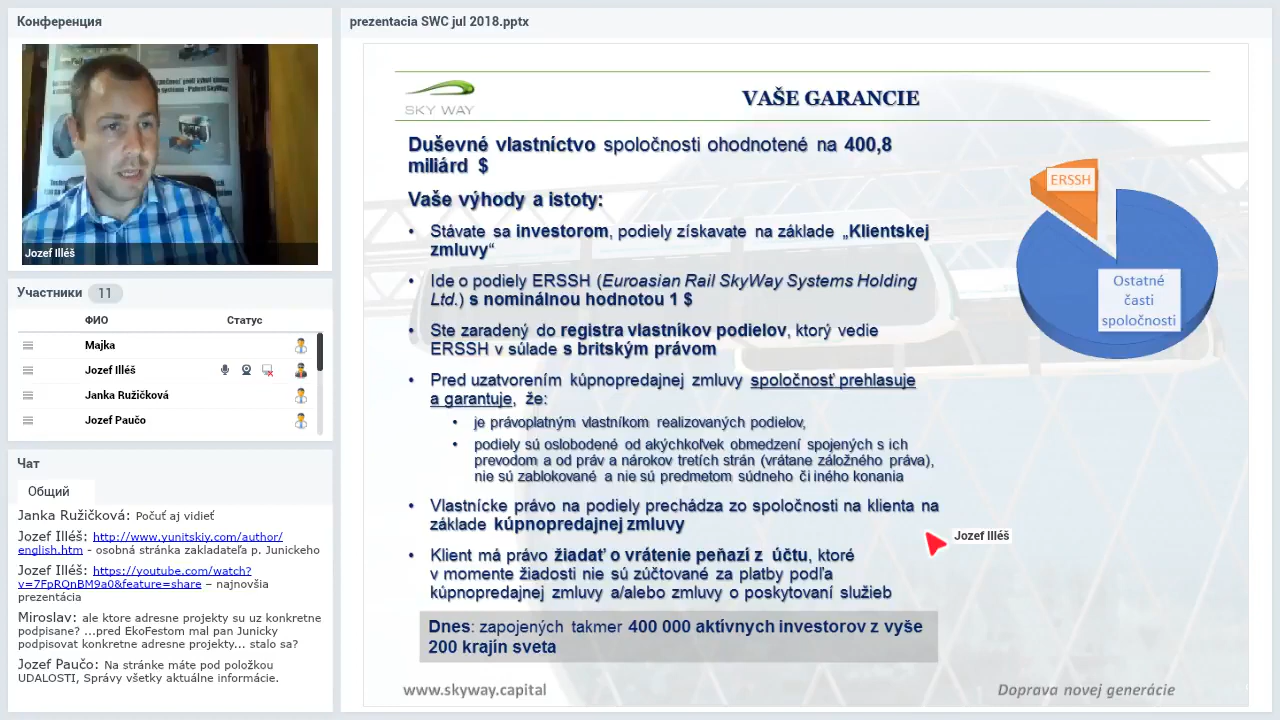 Конференция
Jozef Illéš
Участники 11
ФИО Статус
Majka
Jozef Illéš
Janka Ružičková
Jozef Paučo
Чат
Общий
Janka Ružičková: Počuť aj vidieť
Jozef Illéš: http://www.yunitskiy.com/author/
english.htm - osobná stránka zakladateľa p. Junického
Jozef Illéš: https://youtube.com/watch?
v=7FpRQnBM9a0&feature=share – najnovšia
prezentácia
Miroslav: ale ktore adresne projekty su uz konkretne
podpisane? ...pred EkoFestom mal pan Junicky
podpisovat konkretne adresne projekty... stalo sa?
Jozef Paučo: Na stránke máte pod položkou
UDALOSTI, Správy všetky aktuálne informácie.
prezentacia SWC jul 2018.pptx
SKY WAY
VAŠE GARANCIE
Duševné vlastníctvo spoločnosti ohodnotené na 400,8
miliárd $
Vaše výhody a istoty:
• Stávate sa investorom, podiely získavate na základe „Klientskej
zmluvy“
• Ide o podiely ERSSH (Euroasian Rail SkyWay Systems Holding
Ltd.) s nominálnou hodnotou 1 $
• Ste zaradený do registra vlastníkov podielov, ktorý vedie
ERSSH v súlade s britským právom
• Pred uzatvorením kúpnopredajnej zmluvy spoločnosť prehlasuje
a garantuje, že:
• je právoplatným vlastníkom realizovaných podielov,
• podiely sú oslobodené od akýchkoľvek obmedzení spojených s ich
prevodom a od práv a nárokov tretích strán (vrátane záložného práva),
nie sú zablokované a nie sú predmetom súdneho či iného konania
• Vlastnícke právo na podiely prechádza zo spoločnosti na klienta na
základe kúpnopredajnej zmluvy
• Klient má právo žiadať o vrátenie peňazí z účtu, ktoré
v momente žiadosti nie sú zúčtované za platby podľa
kúpnopredajnej zmluvy a/alebo zmluvy o poskytovaní služieb
Dnes: zapojených takmer 400 000 aktívnych investorov z vyše
200 krajín sveta
ERSSH
Ostatné
časti
spoločnosti
Jozef Illéš
www.skyway.capital
Doprava novej generácie